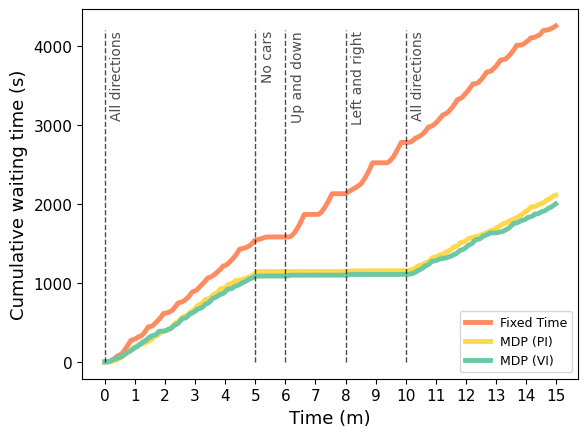 All directions
No cars
Up and down
Left and right
All directions
Cumulative waiting time (s)
4000
3000
2000
1000
0
Fixed Time
MDP (PI)
MDP (VI)
0 1 2 3 4 5 6 7 8 9 10 11 12 13 14 15
Time (m)